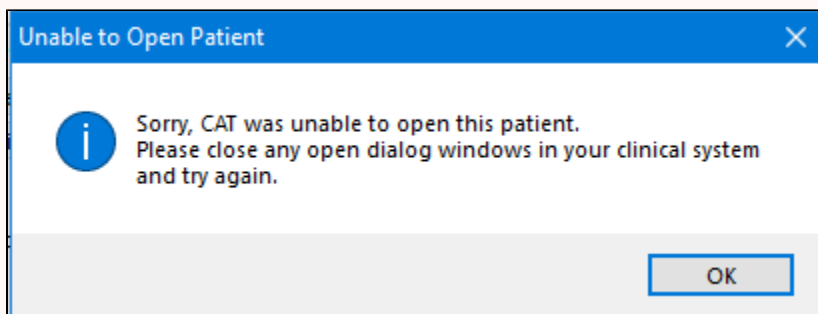 Unable to Open Patient
Sorry, CAT was unable to open this patient.
Please close any open dialog windows in your clinical system
and try again.
OK